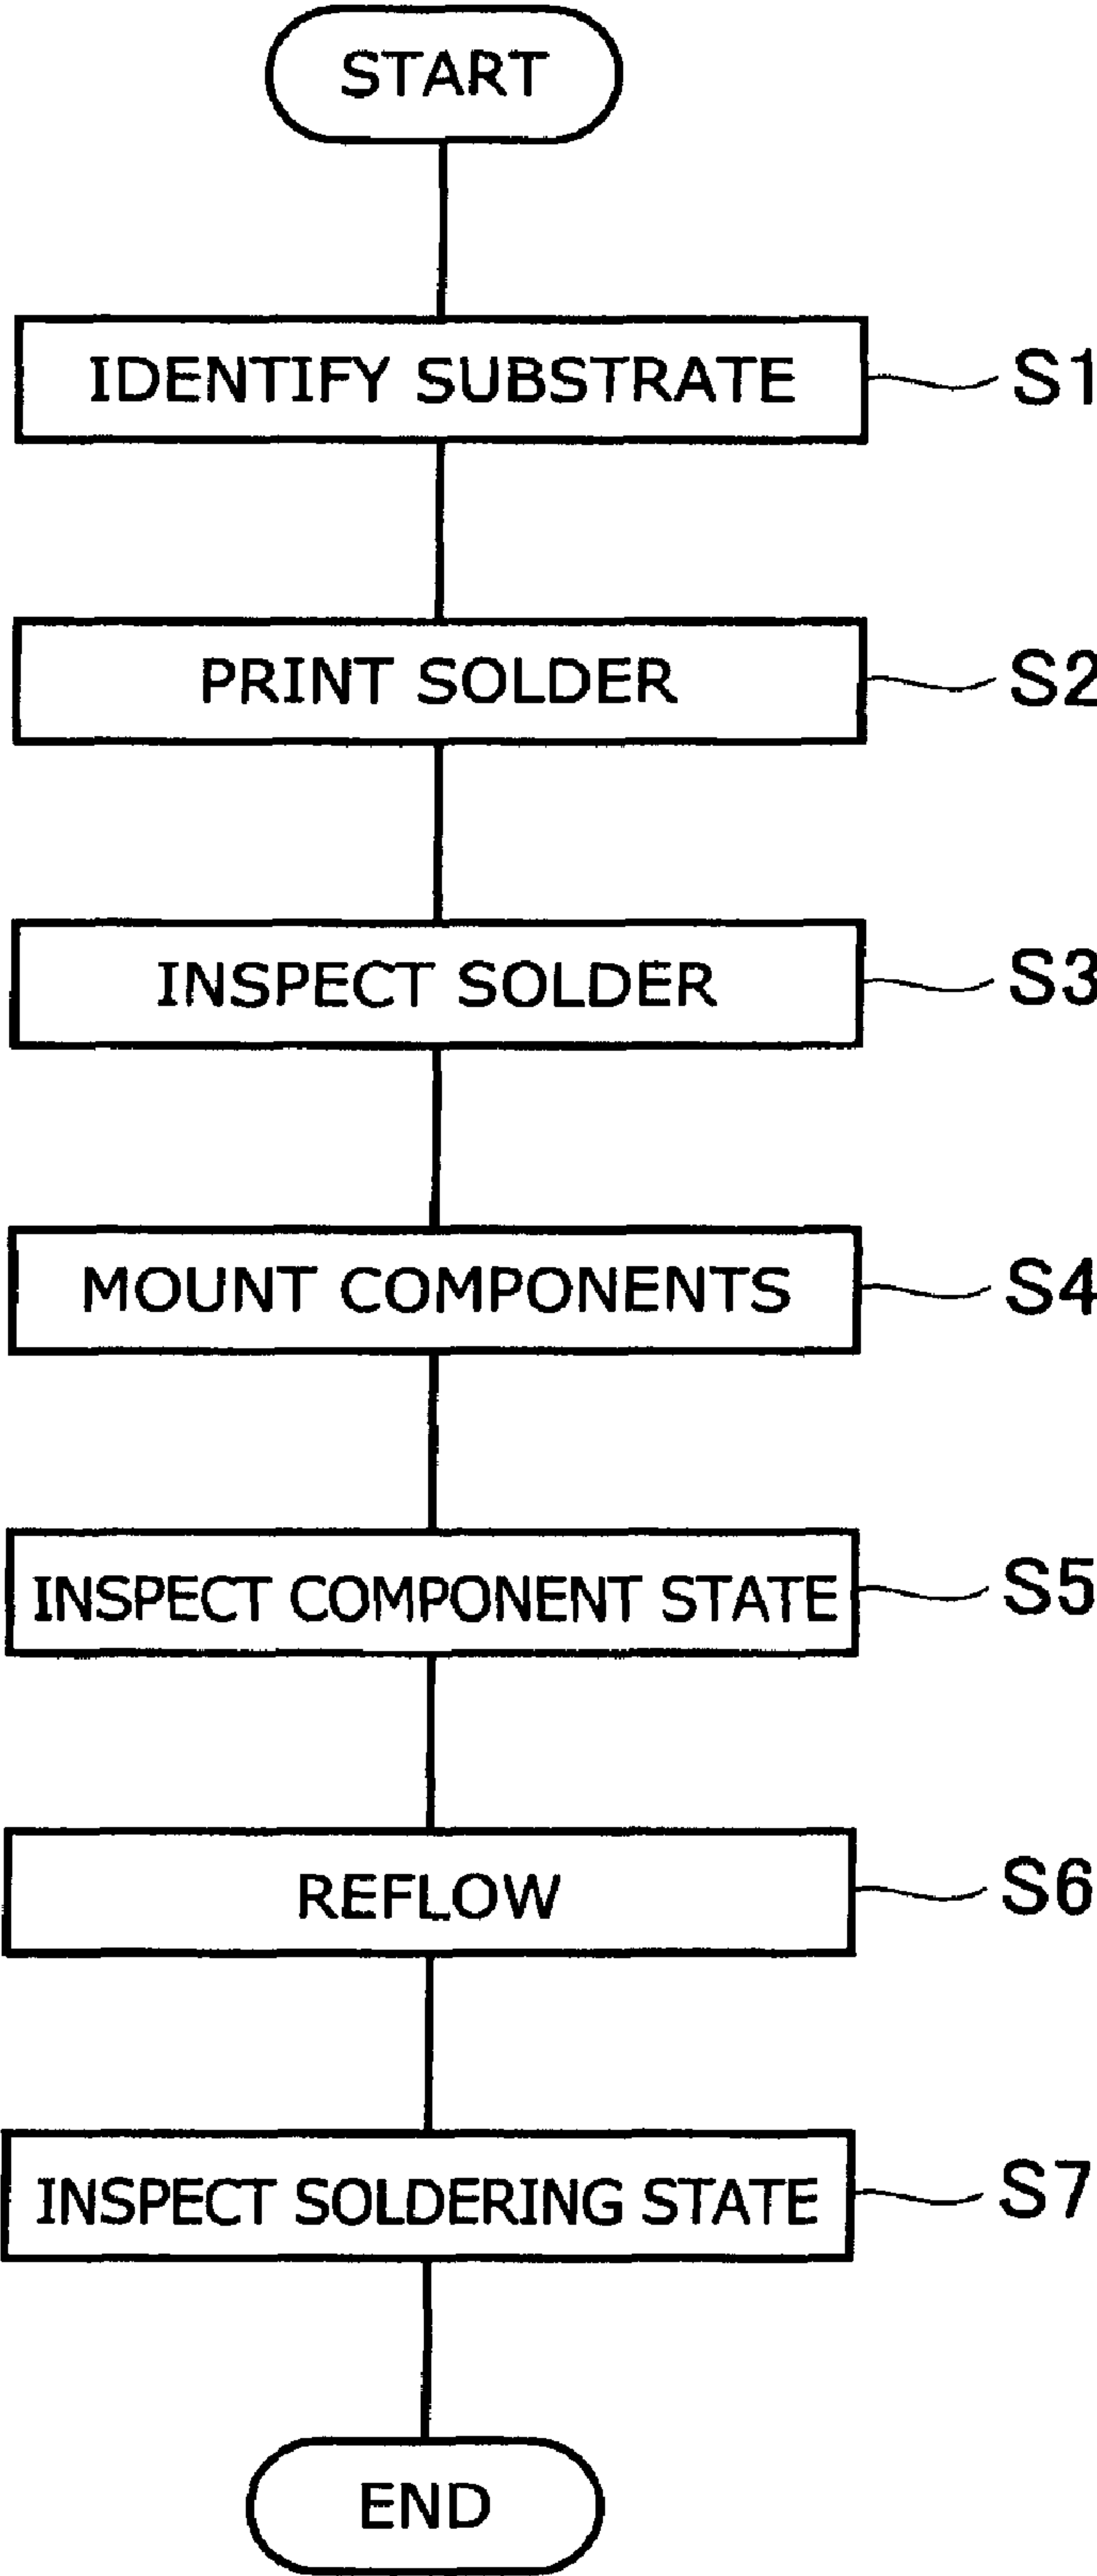 START
IDENTIFY SUBSTRATE S1
PRINT SOLDER S2
INSPECT SOLDER S3
MOUNT COMPONENTS S4
INSPECT COMPONENT STATE S5
REFLOW S6
INSPECT SOLDERING STATE S7
END